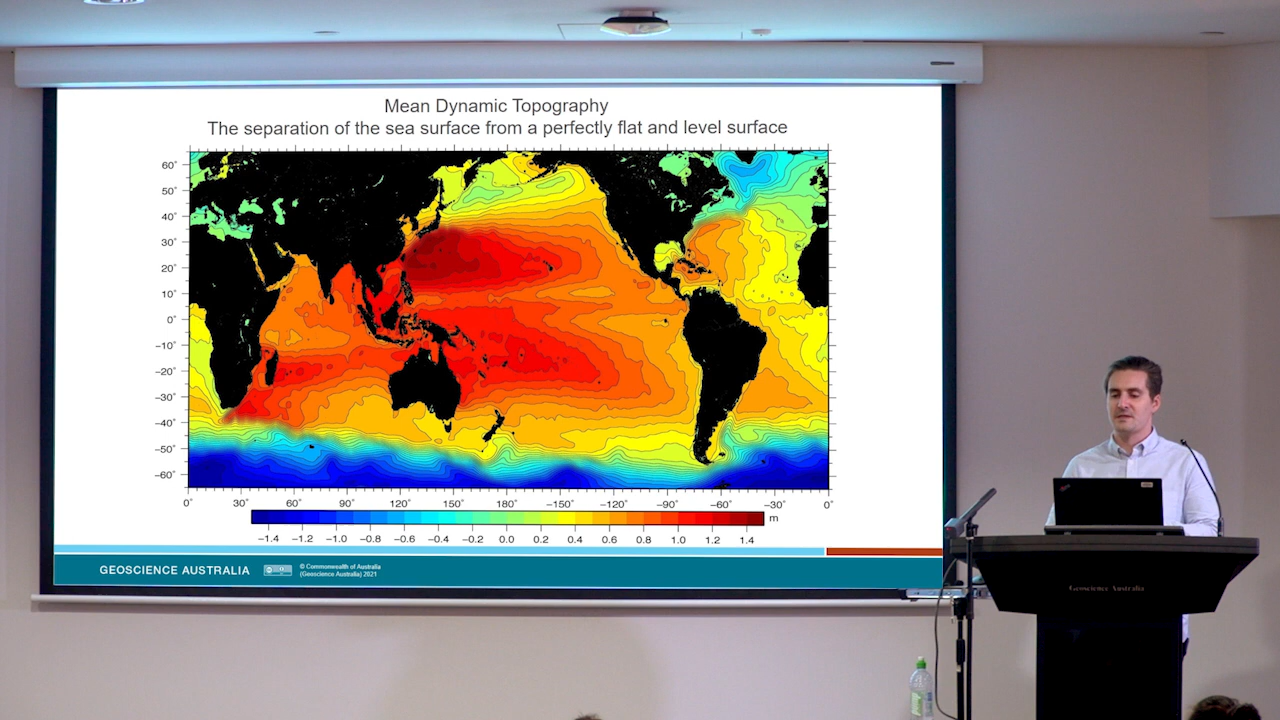 Mean Dynamic Topography
The separation of the sea surface from a perfectly flat and level surface
60°
50°
40°
30°
20°
10°
0°
−10°
−20°
−30°
−40°
−50°
−60°
0° 30° 60° 90° 120° 150° 180° −150° −120° −90° −60° −30° 0°
m
−1.4 −1.2 −1.0 −0.8 −0.6 −0.4 −0.2 0.0 0.2 0.4 0.6 0.8 1.0 1.2 1.4
GEOSCIENCE AUSTRALIA
© Commonwealth of Australia
(Geoscience Australia) 2021
Geoscience Australia